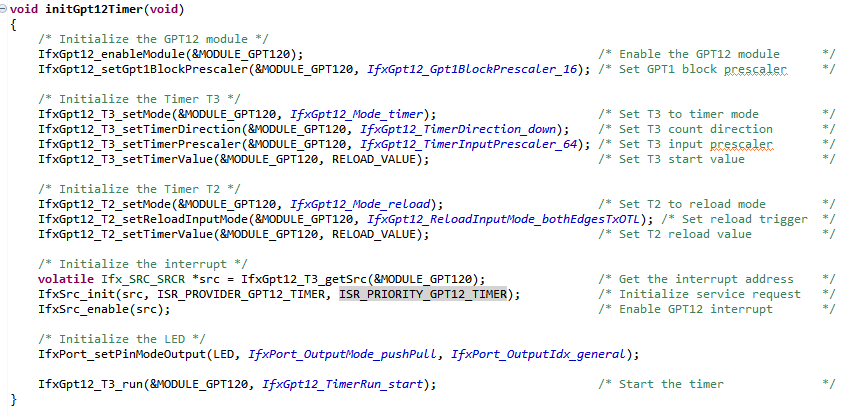 void initGpt12Timer(void)
{
/* Initialize the GPT12 module */
IfxGpt12_enableModule(&MODULE_GPT120); /* Enable the GPT12 module */
IfxGpt12_setGpt1BlockPrescaler(&MODULE_GPT120, IfxGpt12_Gpt1BlockPrescaler_16); /* Set GPT1 block prescaler */
/* Initialize the Timer T3 */
IfxGpt12_T3_setMode(&MODULE_GPT120, IfxGpt12_Mode_timer); /* Set T3 to timer mode */
IfxGpt12_T3_setTimerDirection(&MODULE_GPT120, IfxGpt12_TimerDirection_down); /* Set T3 count direction */
IfxGpt12_T3_setTimerPrescaler(&MODULE_GPT120, IfxGpt12_TimerInputPrescaler_64); /* Set T3 input prescaler */
IfxGpt12_T3_setTimerValue(&MODULE_GPT120, RELOAD_VALUE); /* Set T3 start value */
/* Initialize the Timer T2 */
IfxGpt12_T2_setMode(&MODULE_GPT120, IfxGpt12_Mode_reload); /* Set T2 to reload mode */
IfxGpt12_T2_setReloadInputMode(&MODULE_GPT120, IfxGpt12_ReloadInputMode_bothEdgesTxOTL); /* Set reload trigger */
IfxGpt12_T2_setTimerValue(&MODULE_GPT120, RELOAD_VALUE); /* Set T2 reload value */
/* Initialize the interrupt */
volatile Ifx_SRC_SRCR *src = IfxGpt12_T3_getSrc(&MODULE_GPT120); /* Get the interrupt address */
IfxSrc_init(src, ISR_PROVIDER_GPT12_TIMER, ISR_PRIORITY_GPT12_TIMER); /* Initialize service request */
IfxSrc_enable(src); /* Enable GPT12 interrupt */
/* Initialize the LED */
IfxPort_setPinModeOutput(LED, IfxPort_OutputMode_pushPull, IfxPort_OutputIdx_general);
IfxGpt12_T3_run(&MODULE_GPT120, IfxGpt12_TimerRun_start); /* Start the timer */
}